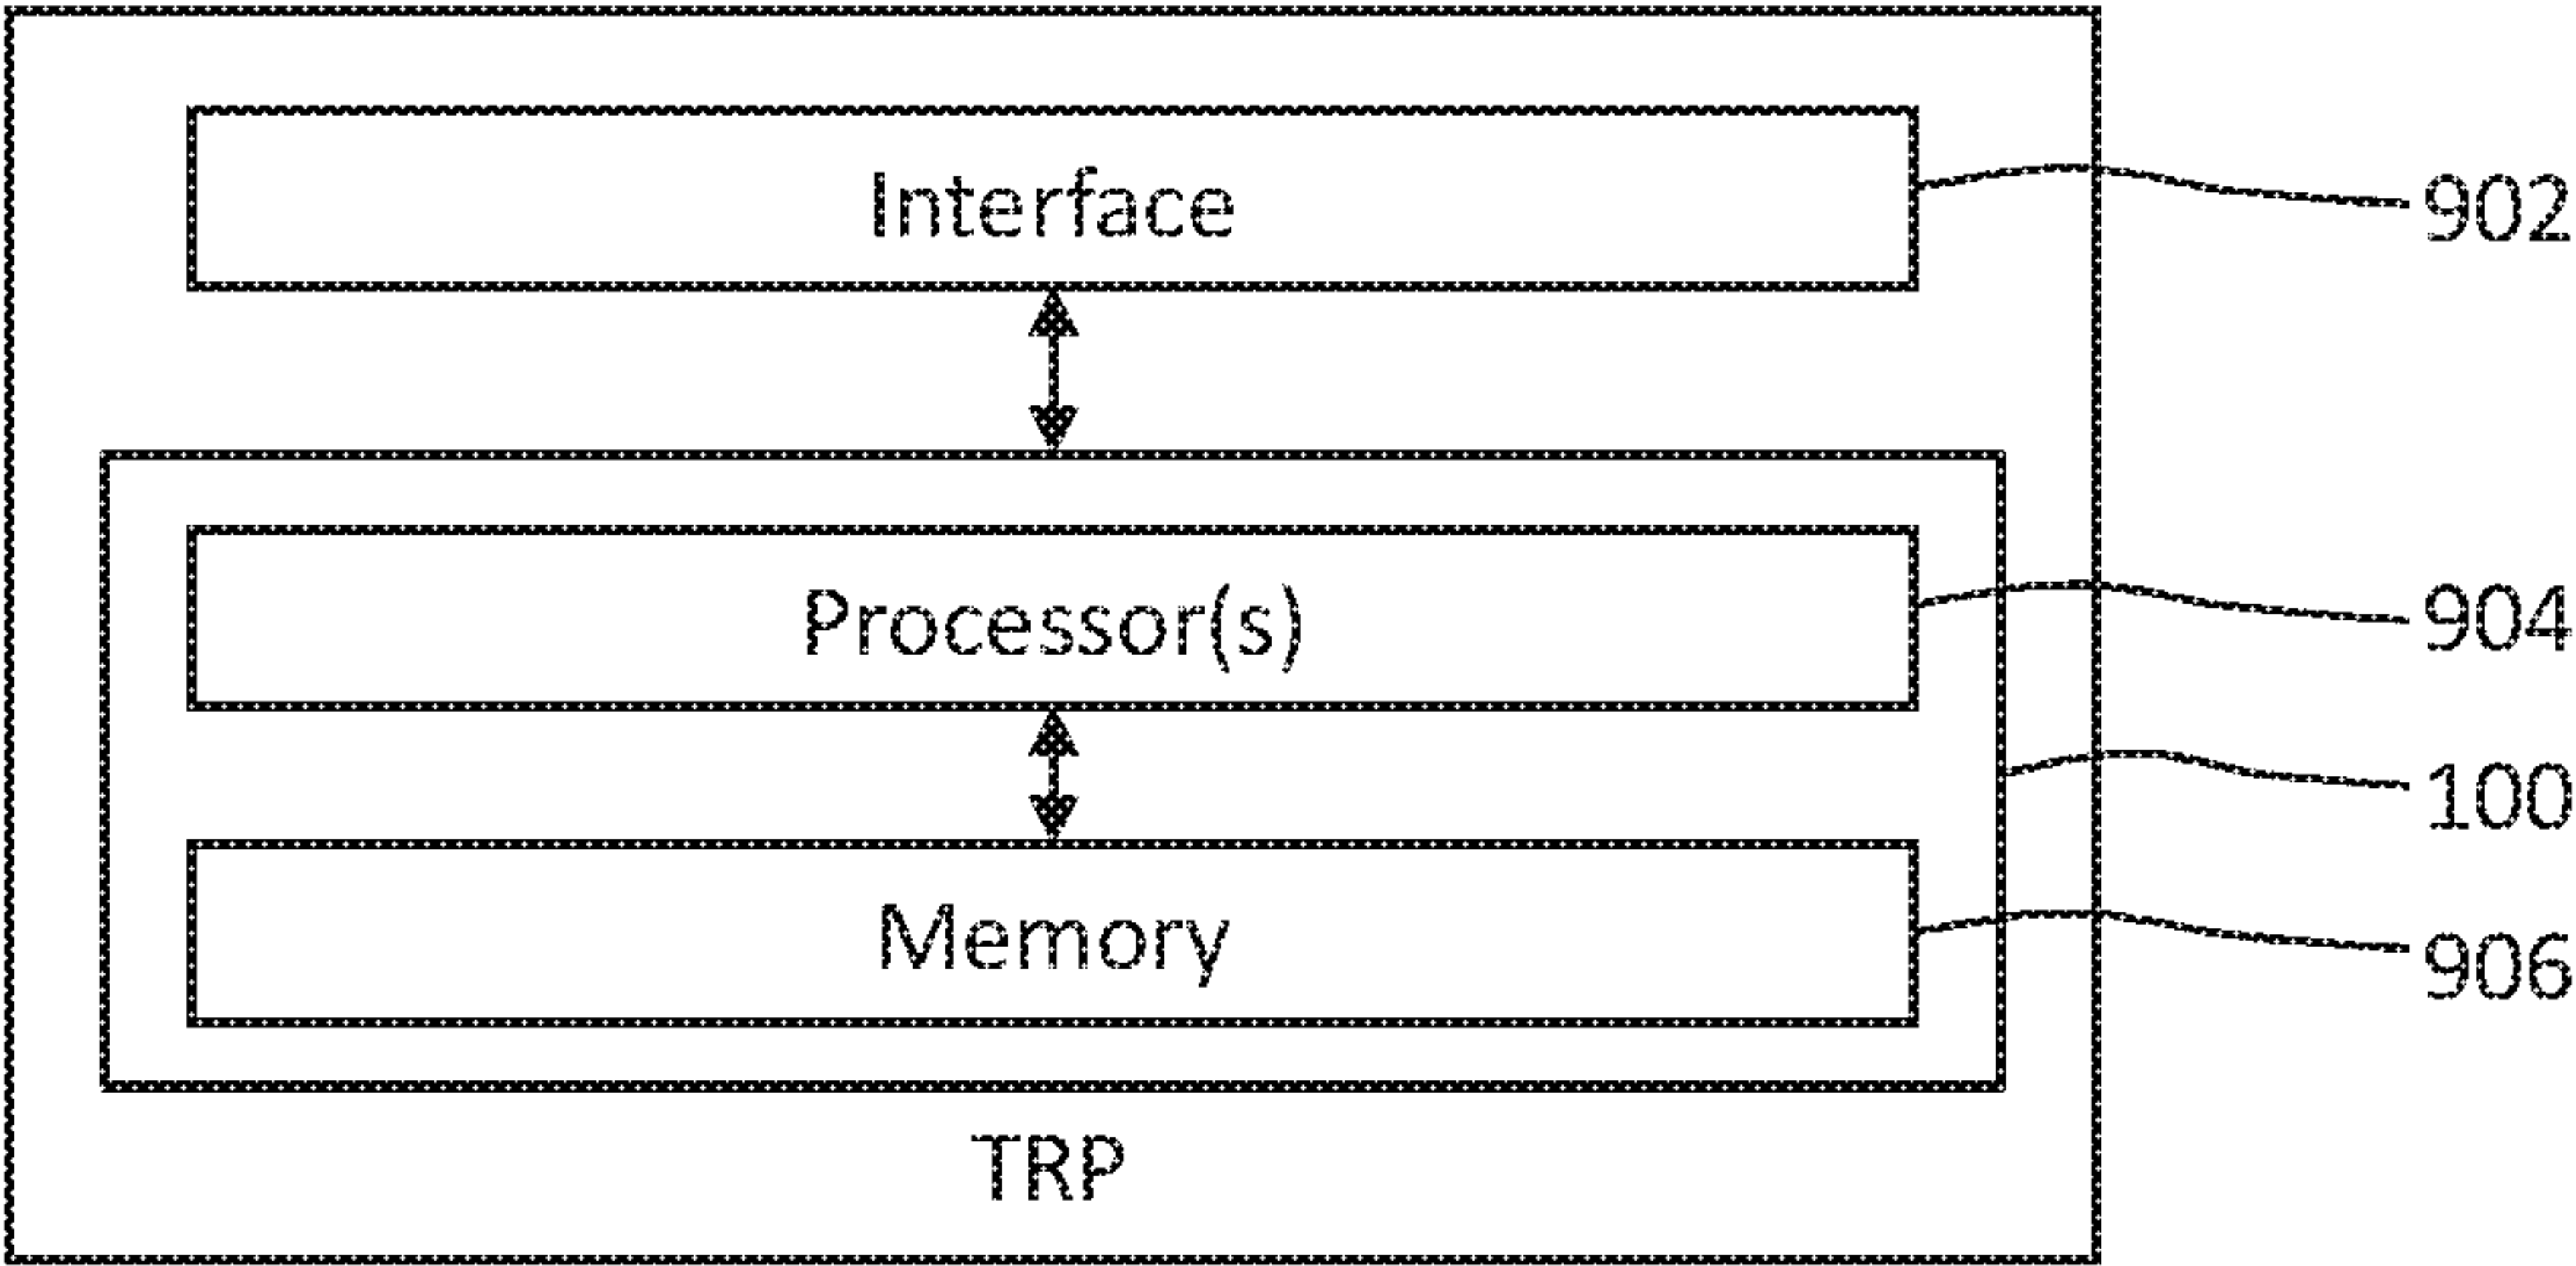 Interface
902
Processor(s)
904
100
Memory
906
TRP